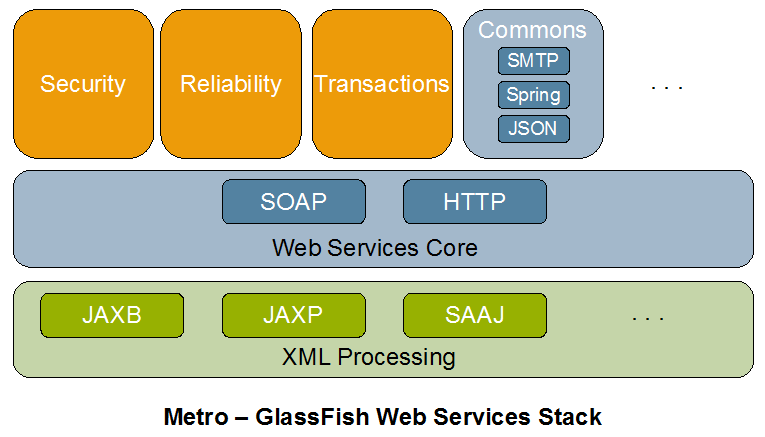 Security
Reliability
Transactions
Commons
SMTP
Spring
JSON
. . .
SOAP
HTTP
Web Services Core
JAXB
JAXP
SAAJ
. . .
XML Processing
Metro – GlassFish Web Services Stack